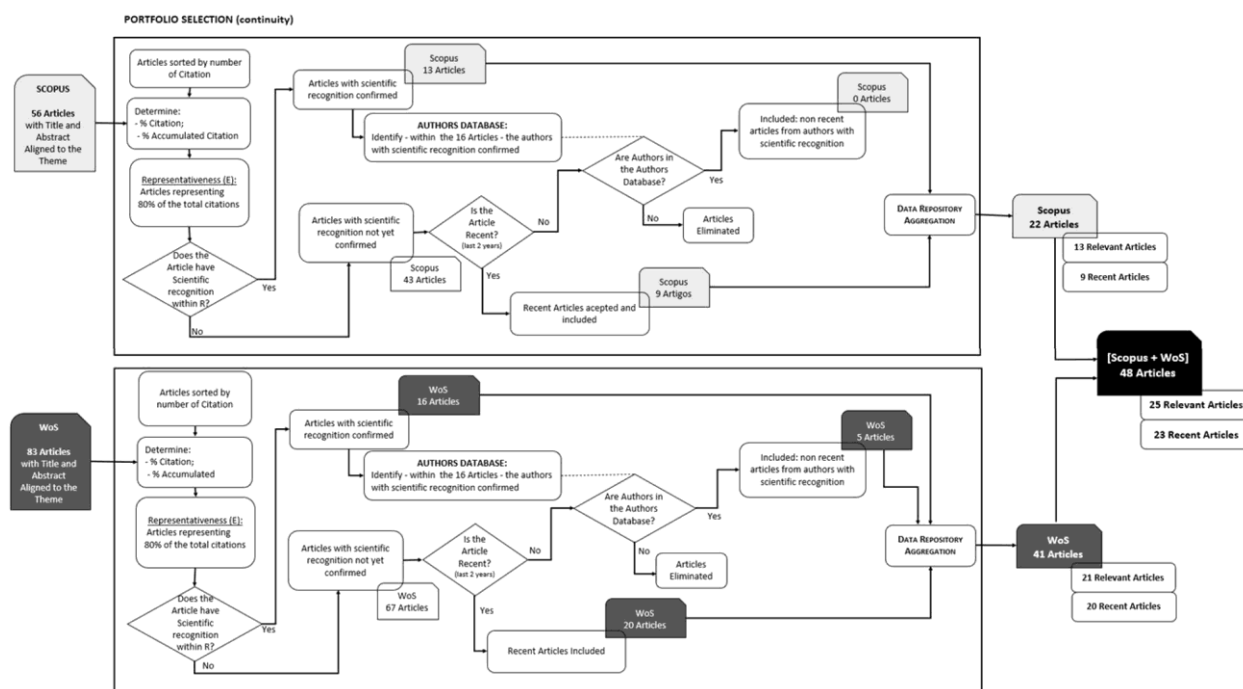 PORTFOLIO SELECTION (continuity)
SCOPUS
56 Articles
with Title and
Abstract
Aligned to the
Theme
Articles sorted by number
of Citation
Determine:
- % Citation;
- % Accumulated Citation
Representativeness (E):
Articles representing
80% of the total citations
Does the
Article have
Scientific
recognition
within R?
Yes
No
Articles with scientific
recognition confirmed
Scopus
13 Articles
AUTHORS DATABASE:
Identify - within the 16 Articles - the authors
with scientific recognition confirmed
Articles with scientific
recognition not yet
confirmed
Scopus
43 Articles
Is the
Article
Recent?
(last 2 years)
No
Yes
Recent Articles acepted and
included
Scopus
9 Artigos
Are Authors in
the Authors
Database?
Yes
No
Articles
Eliminated
Included: non recent
articles from authors with
scientific recognition
Scopus
0 Articles
DATA REPOSITORY
AGGREGATION
Scopus
22 Articles
13 Relevant Articles
9 Recent Articles
[Scopus + WoS]
48 Articles
25 Relevant Articles
23 Recent Articles
WoS
83 Articles
with Title and
Abstract
Aligned to the
Theme
Articles sorted by
number of Citation
Determine:
- % Citation;
- % Accumulated
Representativeness (E):
Articles representing
80% of the total citations
Does the
Article have
Scientific
recognition
within R?
Yes
No
Articles with scientific
recognition confirmed
WoS
16 Articles
AUTHORS DATABASE:
Identify - within the 16 Articles - the authors
with scientific recognition confirmed
Articles with scientific
recognition not yet
confirmed
WoS
67 Articles
Is the
Article
Recent?
(last 2 years)
No
Yes
Recent Articles Included
WoS
20 Articles
Are Authors in
the Authors
Database?
Yes
No
Articles
Eliminated
Included: non recent
articles from authors with
scientific recognition
WoS
5 Articles
DATA REPOSITORY
AGGREGATION
WoS
41 Articles
21 Relevant Articles
20 Recent Articles